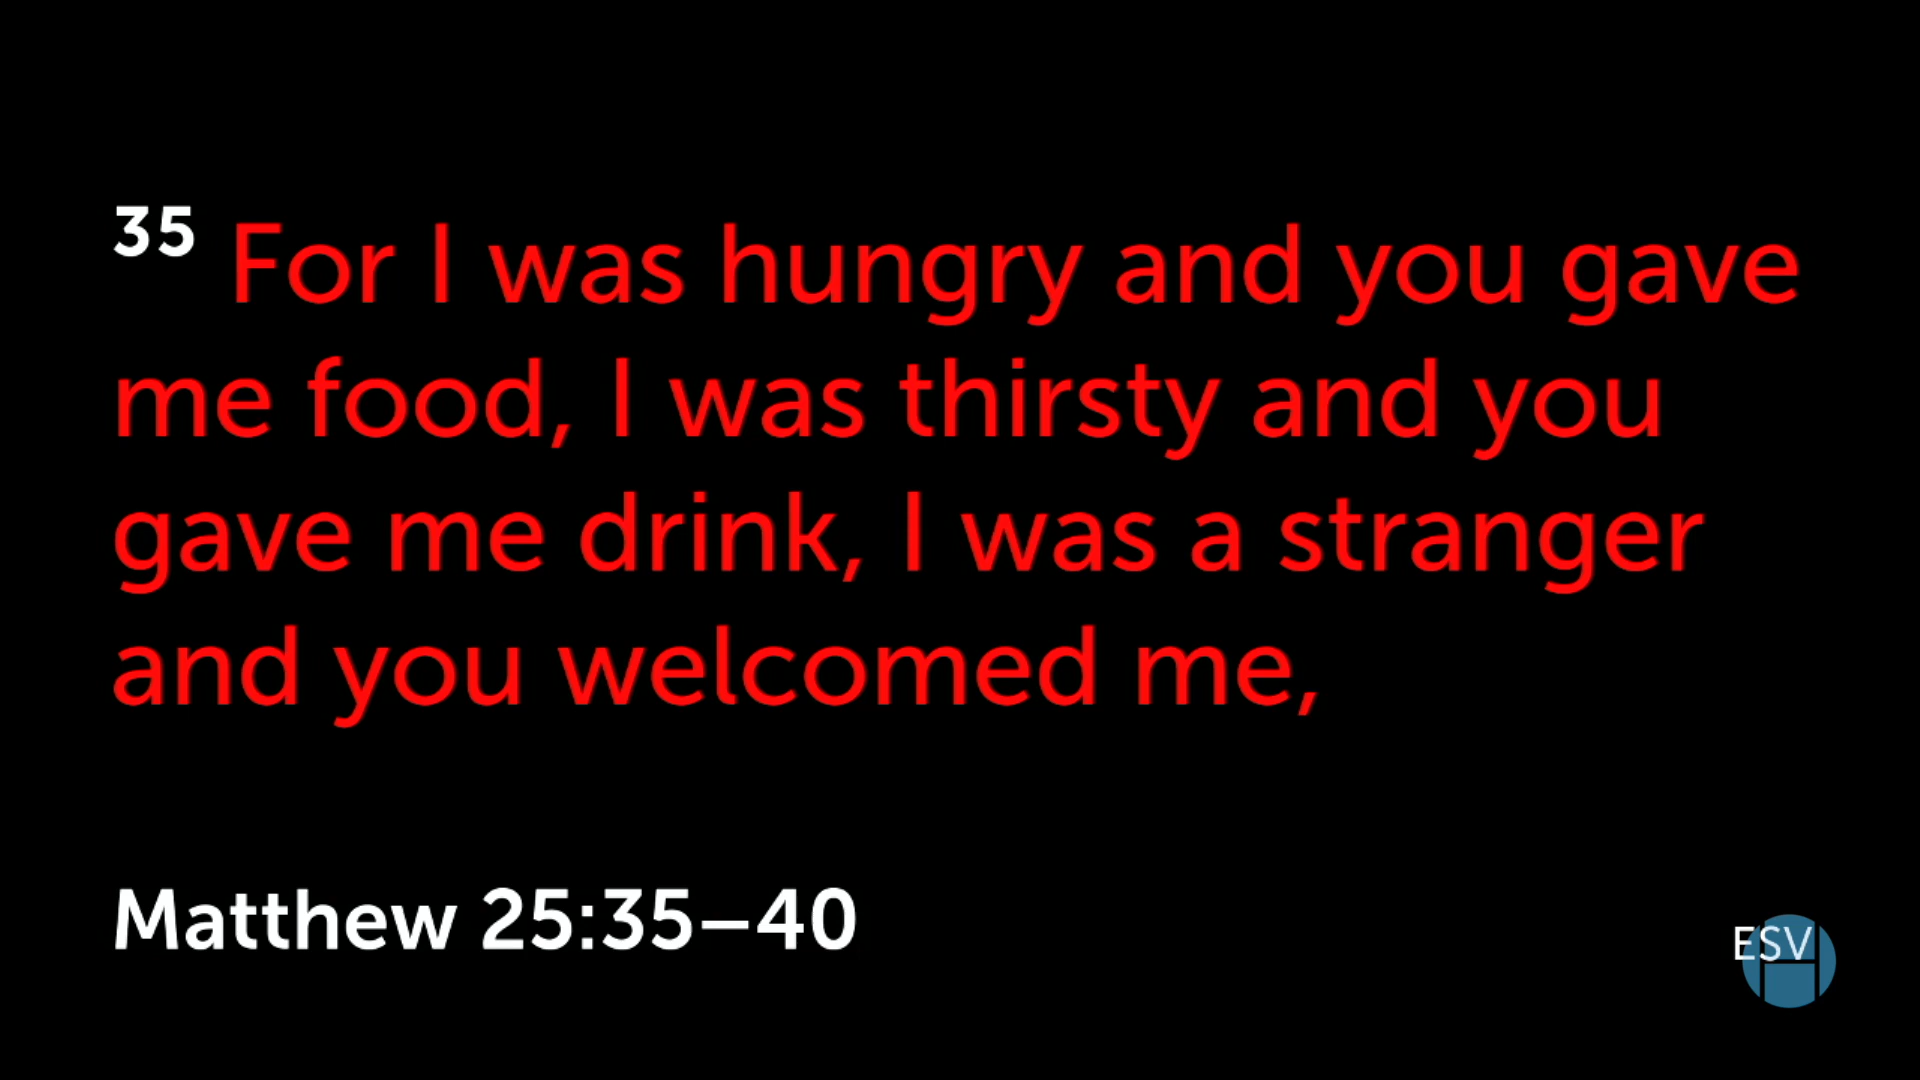 35 For I was hungry and you gave
me food, I was thirsty and you
gave me drink, I was a stranger
and you welcomed me,
Matthew 25:35–40
ESV